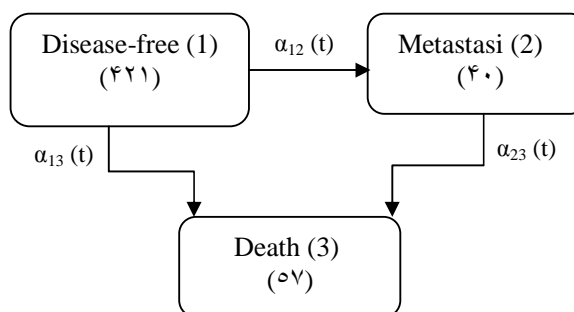 Disease-free (1)
(۴۲۱)
α12 (t)
Metastasi (2)
(۴۰)
α13 (t)
α23 (t)
Death (3)
(۵۷)